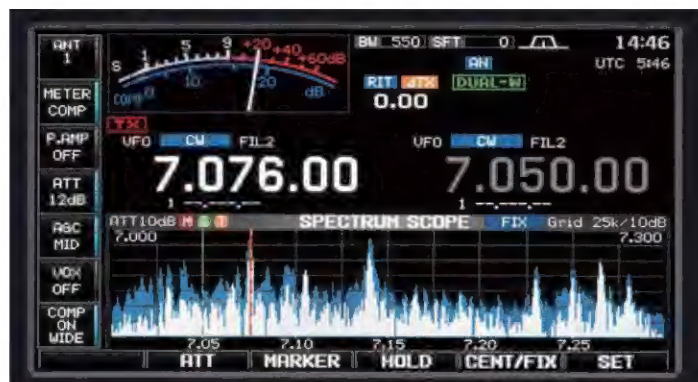 ANT
1
METER
COMP
P.AMP
OFF
ATT
12dB
AGC
MID
VOX
OFF
COMP
ON
WIDE
S 1 5 9 +20 +40 +60dB
COMP 0 10 20 dB
BW 550 SFT 0
14:46
AN
UTC 5:46
RIT ΔTX DUAL-W
0.00
TX
VFO CW FIL2
VFO CW FIL2
7.076.00
7.050.00
1 --.---.--
1 --.---.--
ATT10dB M S T SPECTRUM SCOPE FIX Grid 25k/10dB
7.000
7.300
7.05 7.10 7.15 7.20 7.25
ATT MARKER HOLD CENT/FIX SET